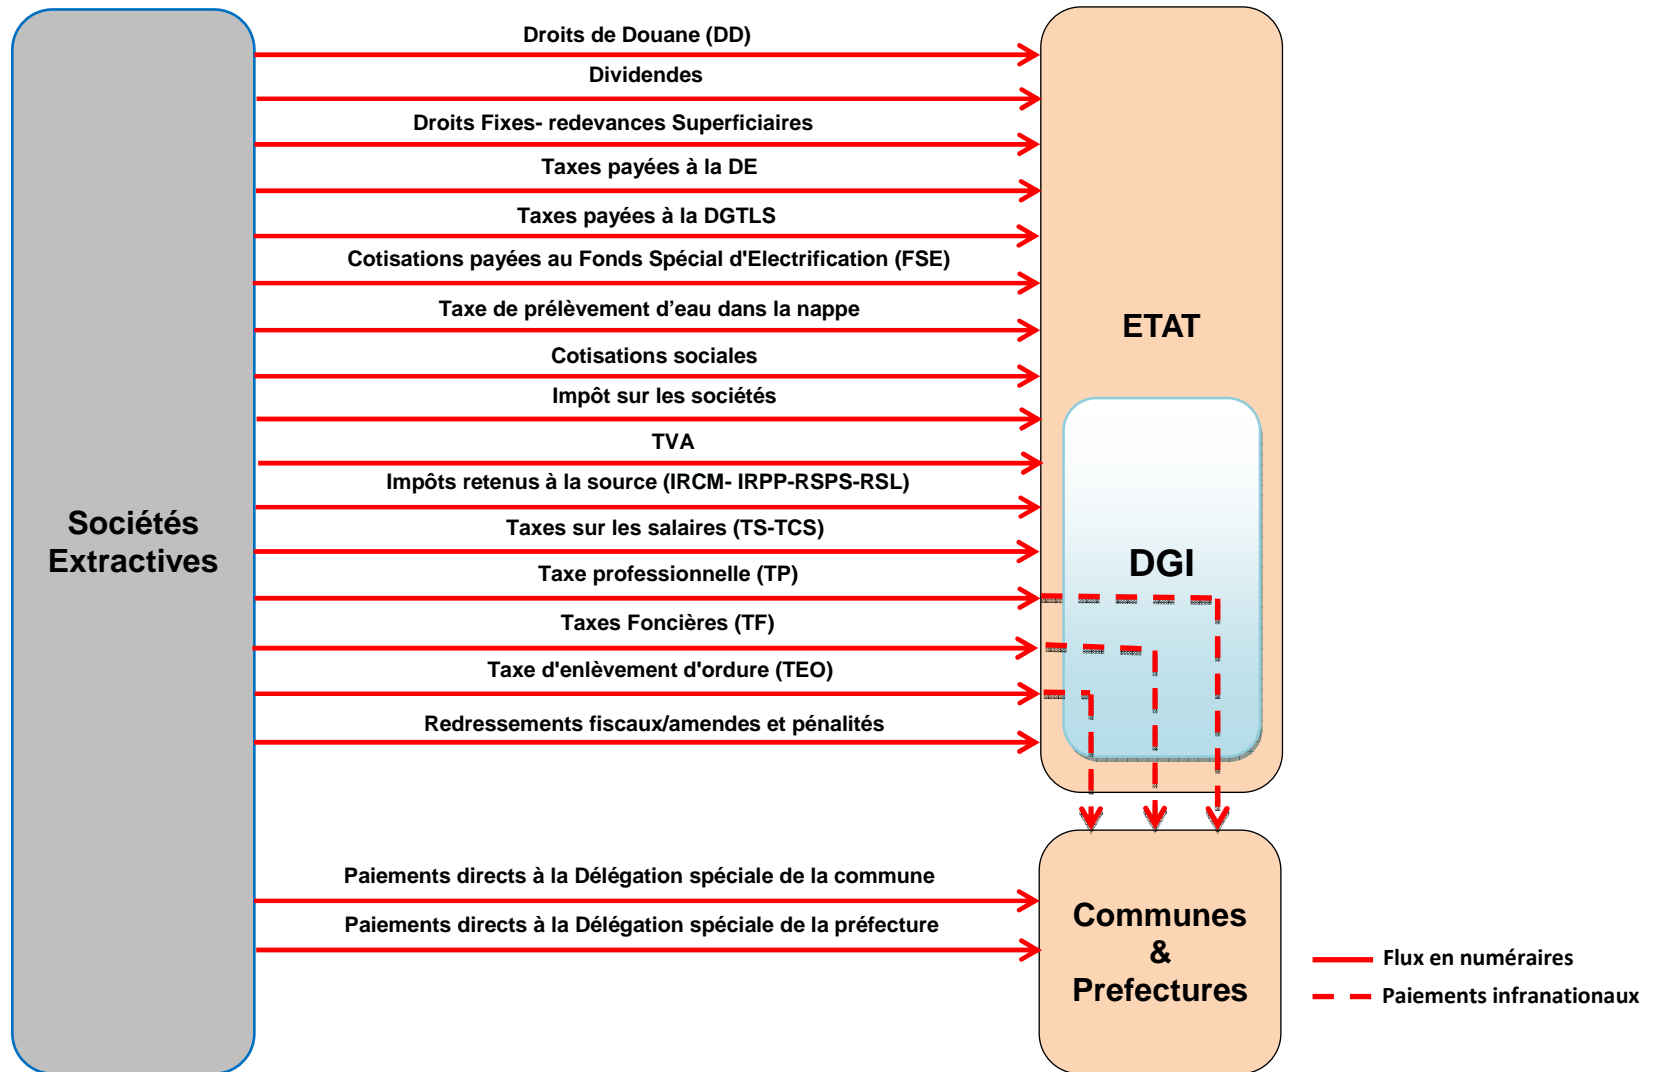 Droits de Douane (DD)
Dividendes
Droits Fixes- redevances Superficiaires
Taxes payées à la DE
Taxes payées à la DGTLS
Cotisations payées au Fonds Spécial d'Electrification (FSE)
Taxe de prélèvement d’eau dans la nappe
Cotisations sociales
Impôt sur les sociétés
TVA
Impôts retenus à la source (IRCM- IRPP-RSPS-RSL)
Taxes sur les salaires (TS-TCS)
Taxe professionnelle (TP)
Taxes Foncières (TF)
Taxe d'enlèvement d'ordure (TEO)
Redressements fiscaux/amendes et pénalités
Paiements directs à la Délégation spéciale de la commune
Paiements directs à la Délégation spéciale de la préfecture
Sociétés
Extractives
ETAT
DGI
Communes
&
Prefectures
Flux en numéraires
Paiements infranationaux